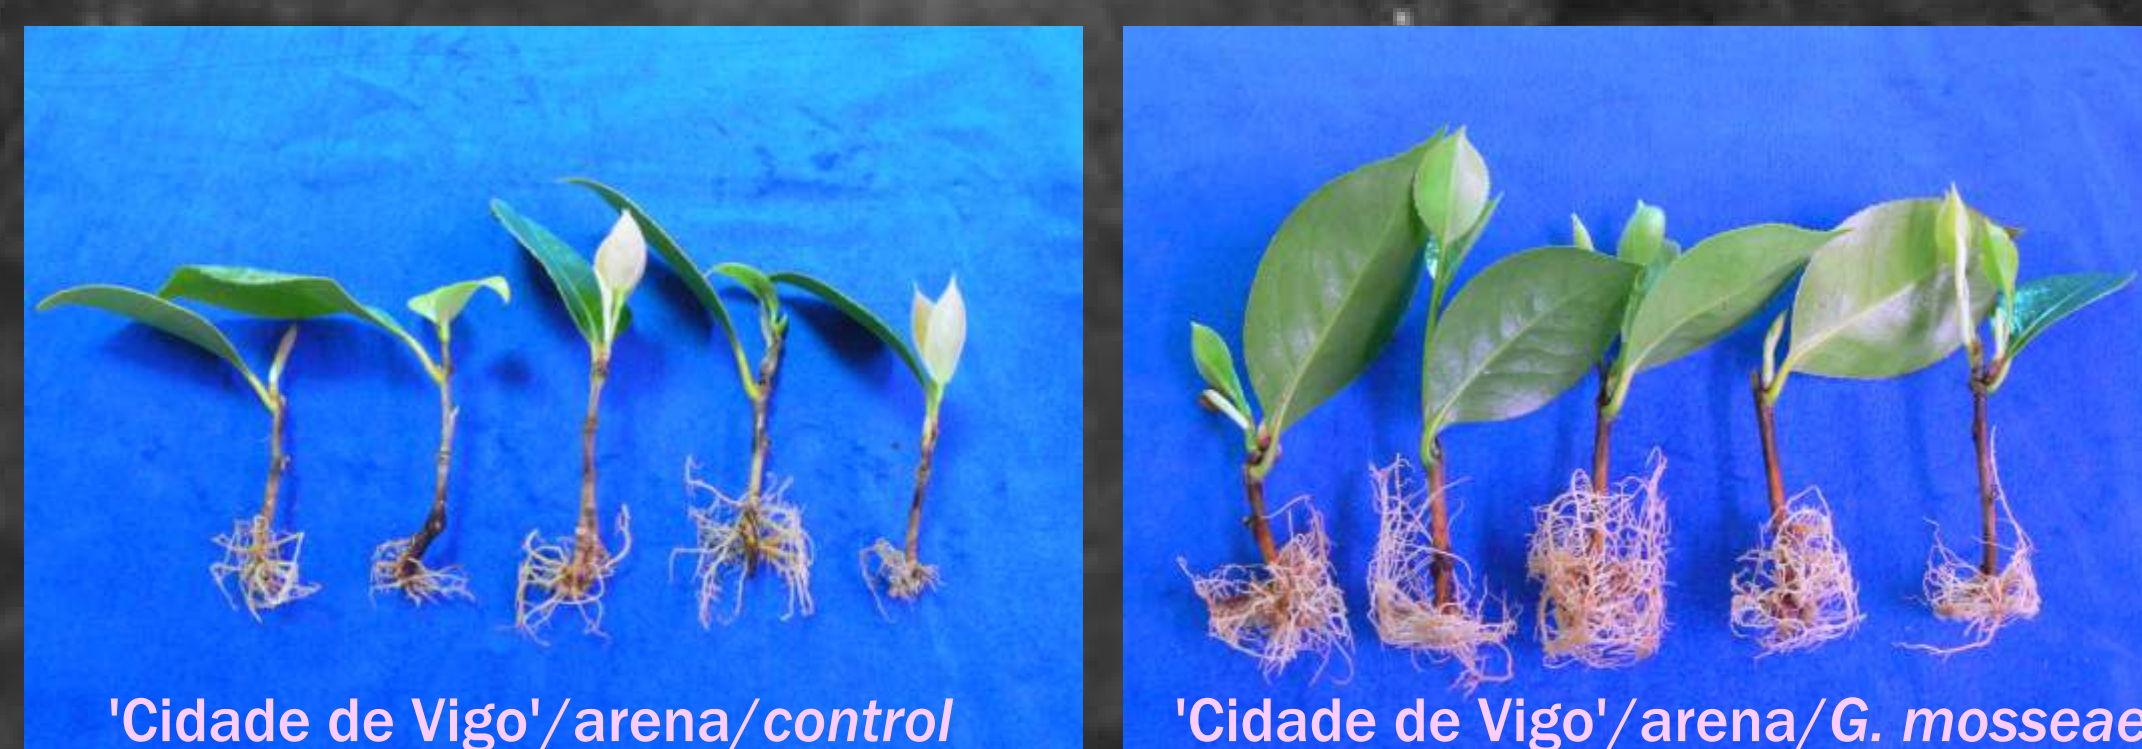 'Cidade de Vigo'/arena/control
'Cidade de Vigo'/arena/G. mosseae